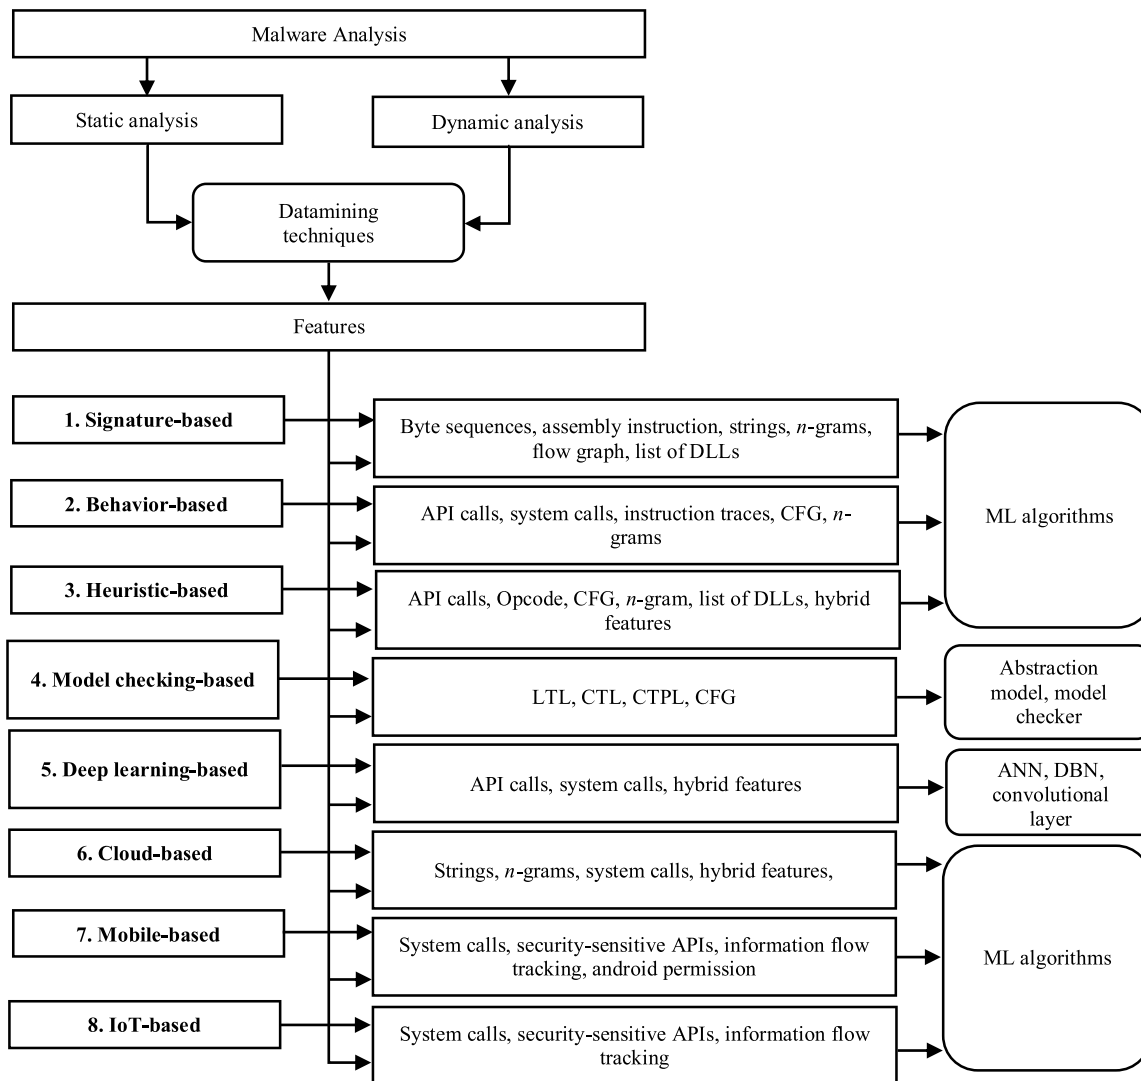 Malware Analysis
Static analysis
Dynamic analysis
Datamining
techniques
Features
1. Signature-based
Byte sequences, assembly instruction, strings, n-grams,
flow graph, list of DLLs
2. Behavior-based
API calls, system calls, instruction traces, CFG, n-
grams
ML algorithms
3. Heuristic-based
API calls, Opcode, CFG, n-gram, list of DLLs, hybrid
features
4. Model checking-based
LTL, CTL, CTPL, CFG
Abstraction
model, model
checker
5. Deep learning-based
API calls, system calls, hybrid features
ANN, DBN,
convolutional
layer
6. Cloud-based
Strings, n-grams, system calls, hybrid features,
7. Mobile-based
System calls, security-sensitive APIs, information flow
tracking, android permission
ML algorithms
8. IoT-based
System calls, security-sensitive APIs, information flow
tracking